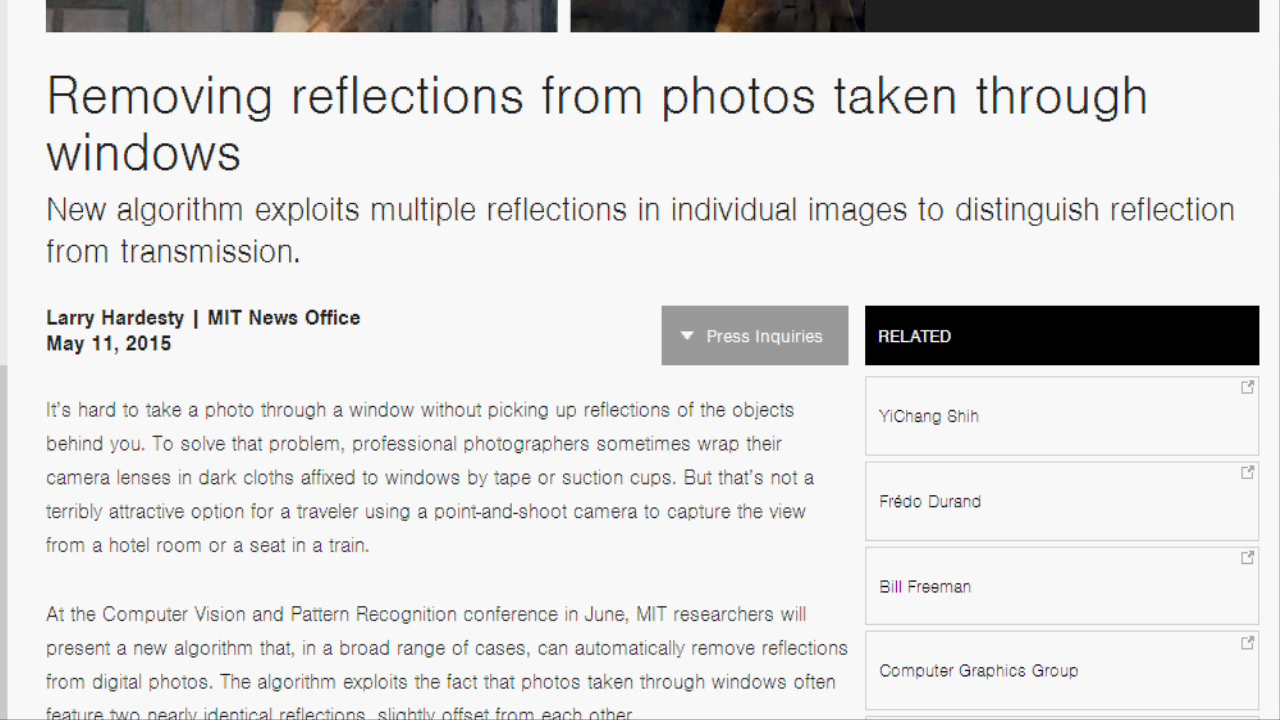 Removing reflections from photos taken through
windows
New algorithm exploits multiple reflections in individual images to distinguish reflection
from transmission.
Larry Hardesty | MIT News Office
May 11, 2015
Press Inquiries
It's hard to take a photo through a window without picking up reflections of the objects
behind you. To solve that problem, professional photographers sometimes wrap their
camera lenses in dark cloths affixed to windows by tape or suction cups. But that's not a
terribly attractive option for a traveler using a point-and-shoot camera to capture the view
from a hotel room or a seat in a train.
At the Computer Vision and Pattern Recognition conference in June, MIT researchers will
present a new algorithm that, in a broad range of cases, can automatically remove reflections
from digital photos. The algorithm exploits the fact that photos taken through windows often
feature two nearly identical reflections, slightly offset from each other.
RELATED
YiChang Shih
Frédo Durand
Bill Freeman
Computer Graphics Group